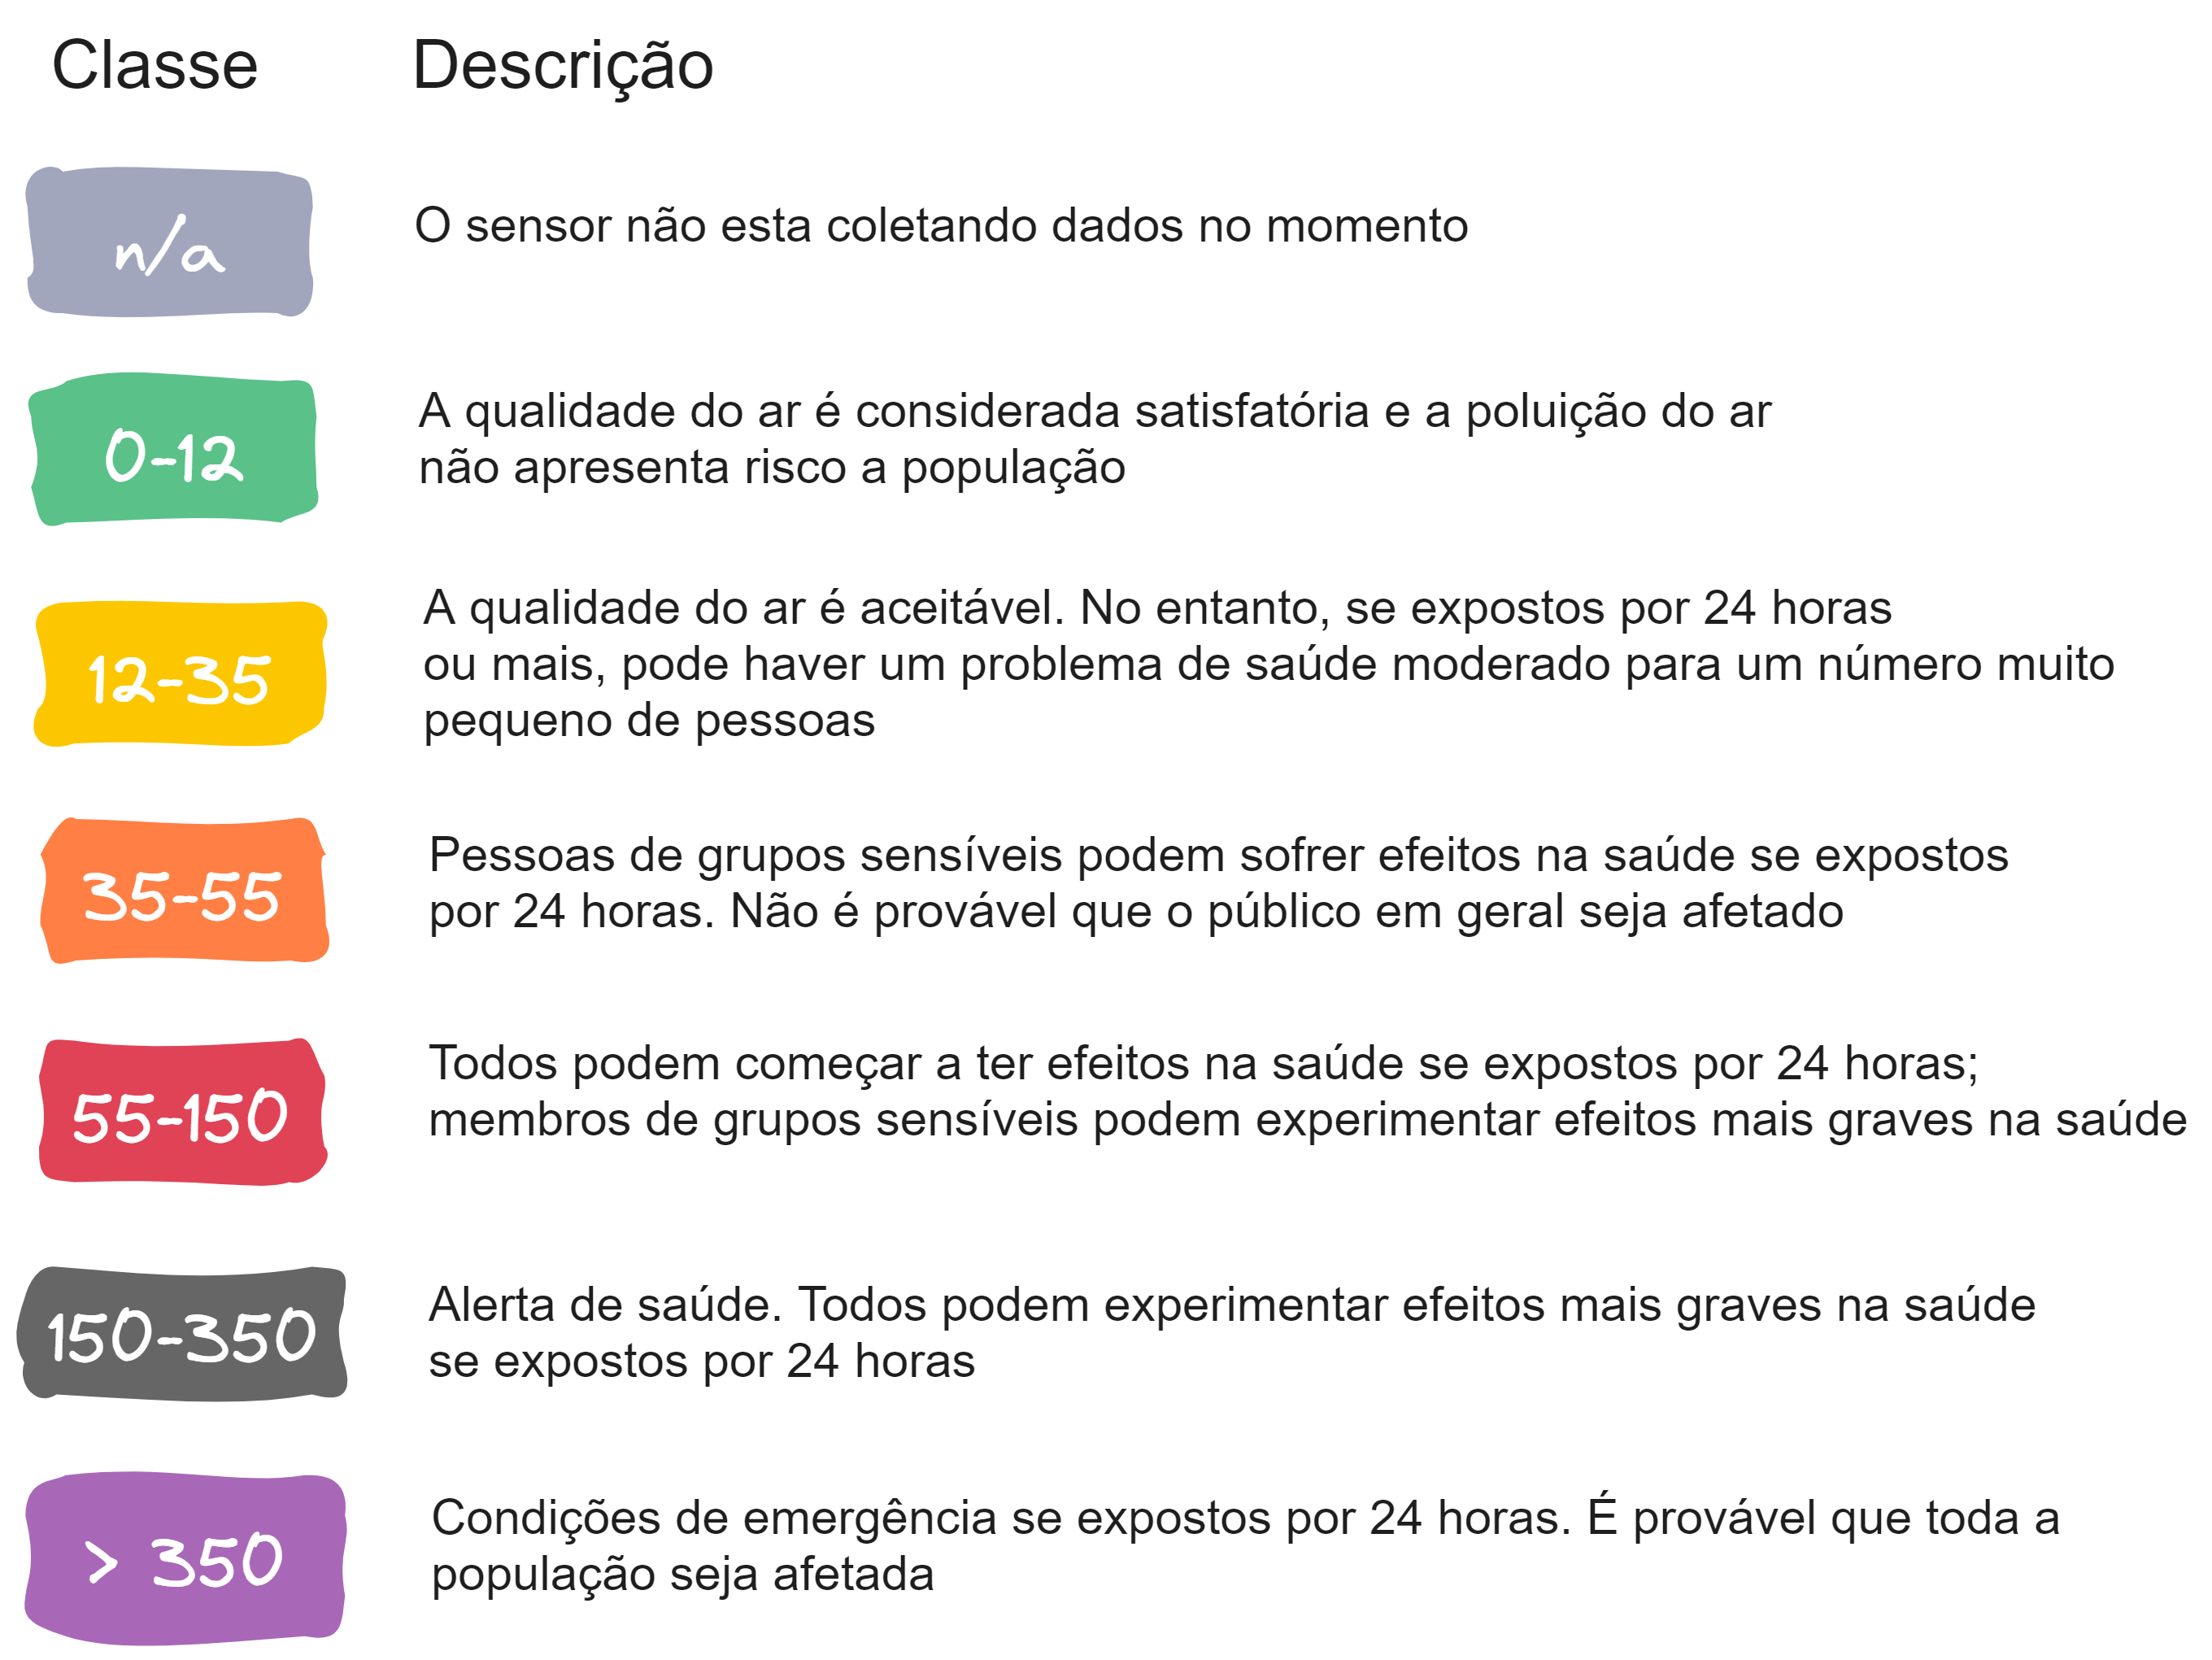 Classe Descrição
n/a O sensor não esta coletando dados no momento
0-12 A qualidade do ar é considerada satisfatória e a poluição do ar
não apresenta risco a população
12-35 A qualidade do ar é aceitável. No entanto, se expostos por 24 horas
ou mais, pode haver um problema de saúde moderado para um número muito
pequeno de pessoas
35-55 Pessoas de grupos sensíveis podem sofrer efeitos na saúde se expostos
por 24 horas. Não é provável que o público em geral seja afetado
55-150 Todos podem começar a ter efeitos na saúde se expostos por 24 horas;
membros de grupos sensíveis podem experimentar efeitos mais graves na saúde
150-350 Alerta de saúde. Todos podem experimentar efeitos mais graves na saúde
se expostos por 24 horas
> 350 Condições de emergência se expostos por 24 horas. É provável que toda a
população seja afetada